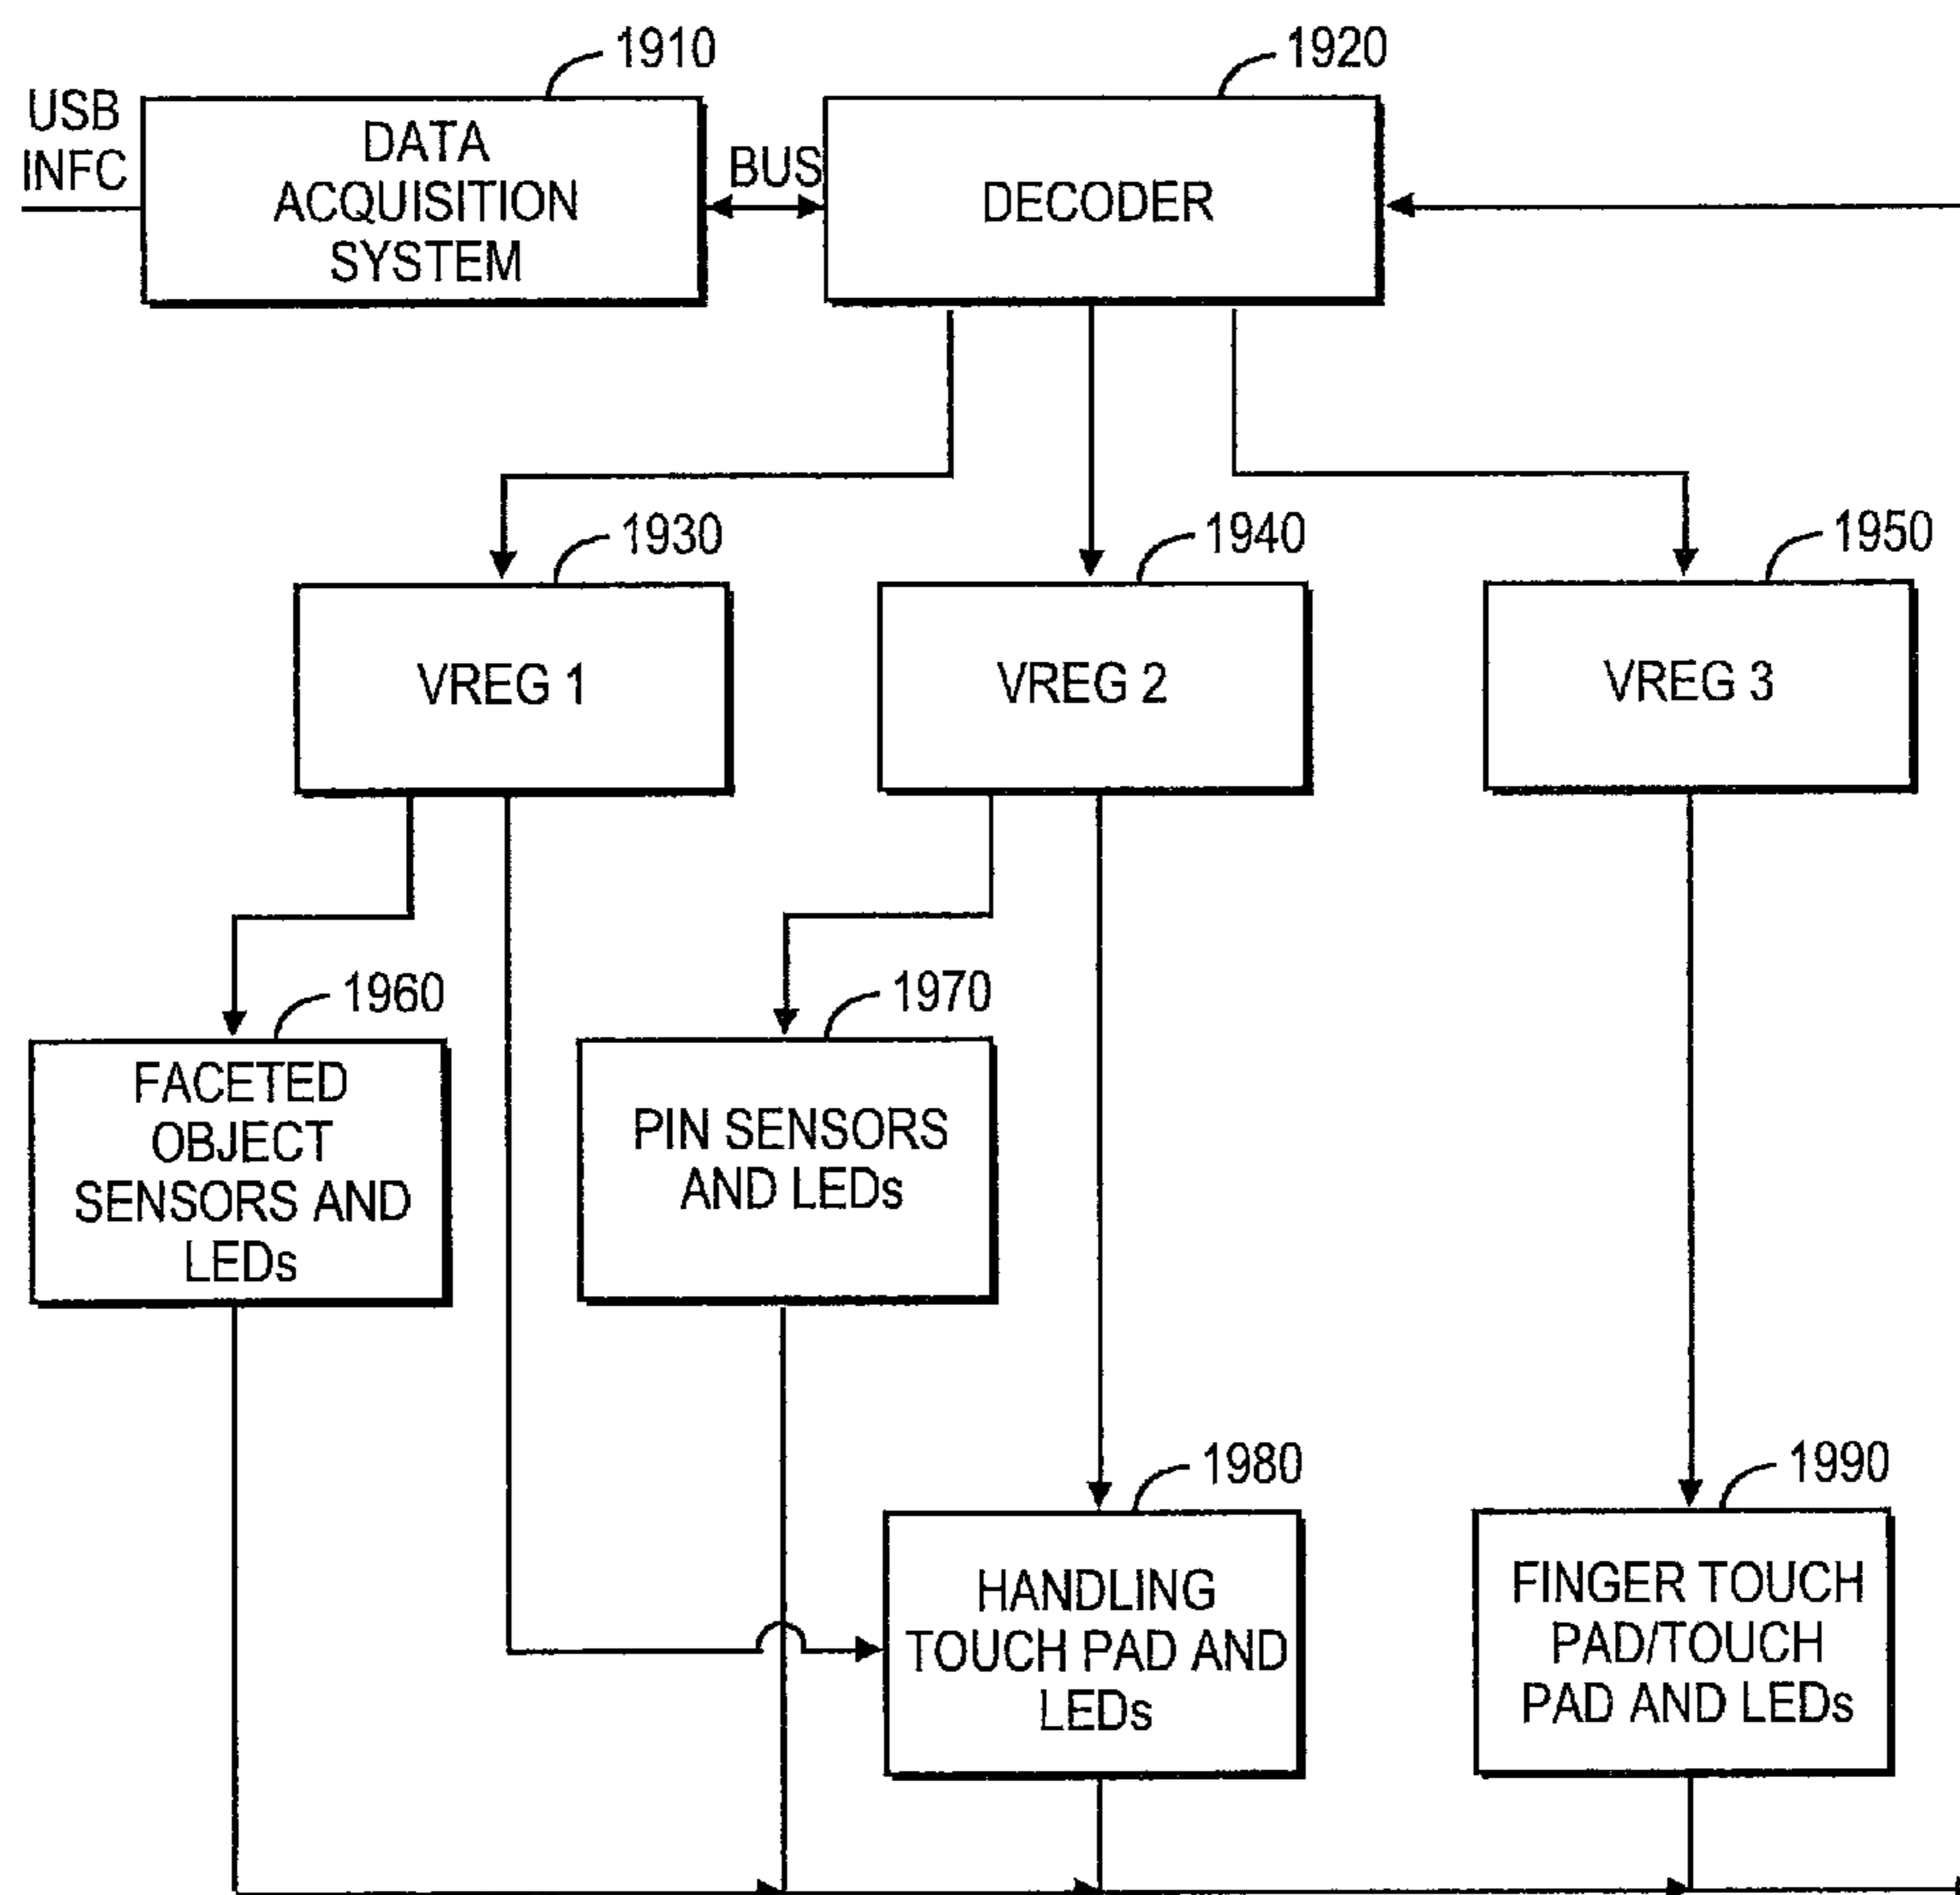 1910
1920
USB
INFC
DATA
ACQUISITION
SYSTEM
BUS
DECODER
1930
1940
1950
VREG 1
VREG 2
VREG 3
1960
1970
FACETED
OBJECT
SENSORS AND
LEDs
PIN SENSORS
AND LEDs
1980
1990
HANDLING
TOUCH PAD AND
LEDs
FINGER TOUCH
PAD/TOUCH
PAD AND LEDs